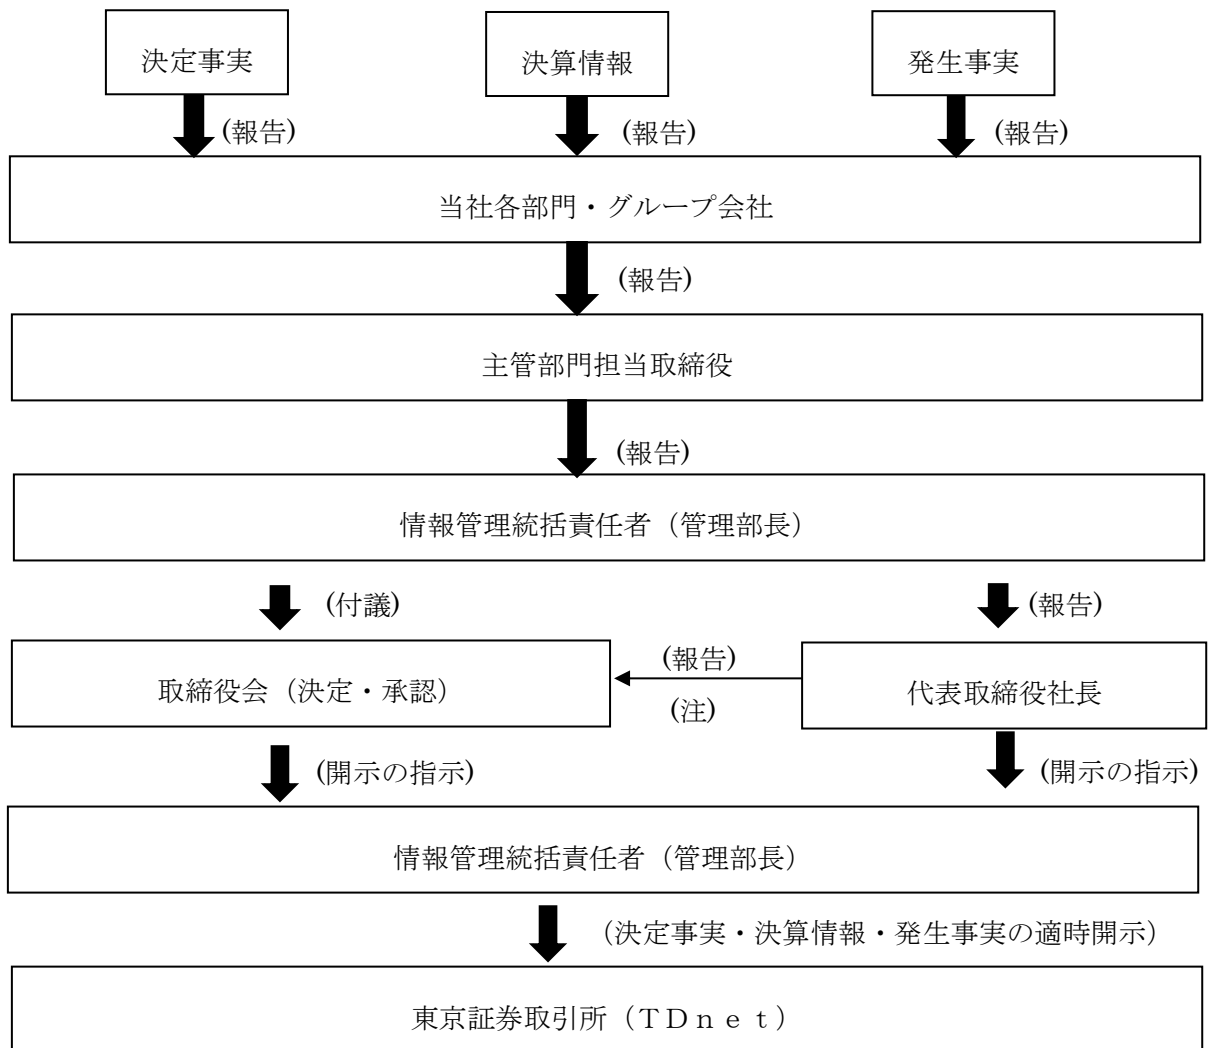 決定事実
決算情報
発生事実
(報告)
(報告)
(報告)
当社各部門・グループ会社
(報告)
主管部門担当取締役
(報告)
情報管理統括責任者（管理部長）
(付議)
(報告)
取締役会（決定・承認）
(報告)
(注)
代表取締役社長
(開示の指示)
(開示の指示)
情報管理統括責任者（管理部長）
（決定事実・決算情報・発生事実の適時開示）
東京証券取引所（ＴＤｎｅｔ）